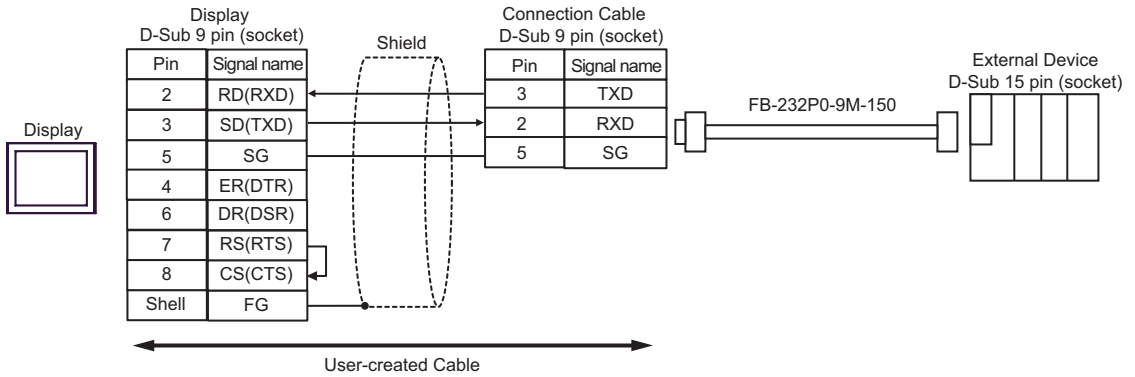 Display
D-Sub 9 pin (socket)
Shield
Connection Cable
D-Sub 9 pin (socket)
External Device
D-Sub 15 pin (socket)
Display
Pin Signal name
2 RD(RXD)
3 SD(TXD)
5 SG
4 ER(DTR)
6 DR(DSR)
7 RS(RTS)
8 CS(CTS)
Shell FG
Pin Signal name
3 TXD
2 RXD
5 SG
FB-232P0-9M-150
User-created Cable